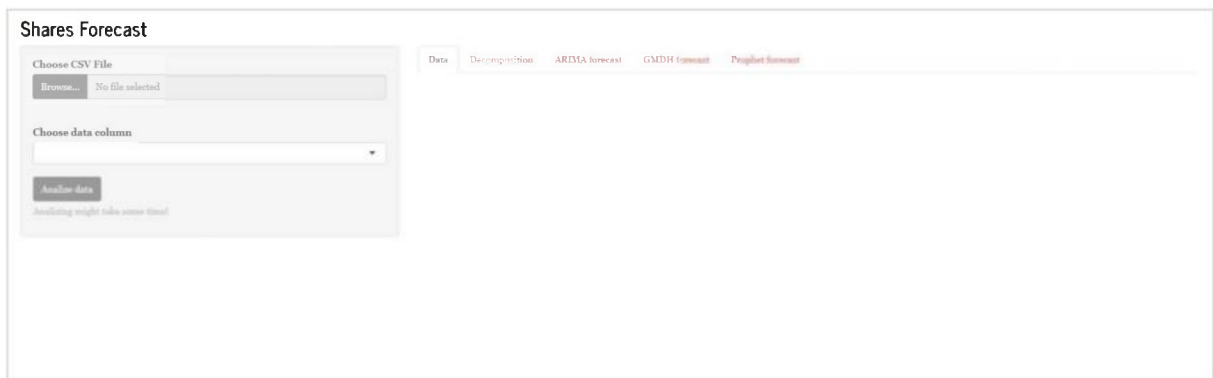 Shares Forecast
Choose CSV File
Browse... No file selected
Choose data column
Analize data
Analizing might take some time!
Data Decomposition ARIMA forecast GMDH forecast Prophet forecast